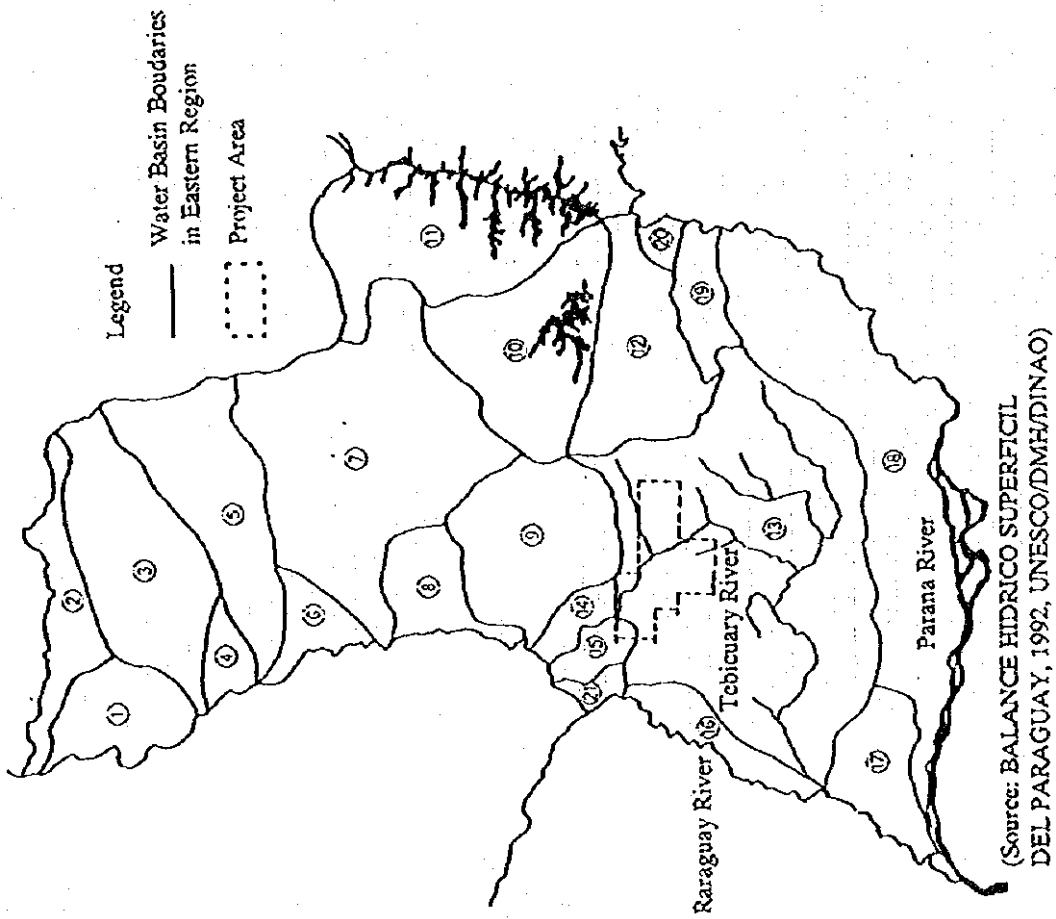 Legend
Water Basin Boudaries
in Eastern Region
Project Area
①
②
③
④
⑤
⑥
⑦
⑧
⑨
⑩
⑪
⑫
⑬
⑭
⑮
⑯
⑰
⑱
⑲
⑳
㉑
Raraguay River
Tebicuary River
Parana River
(Source: BALANCE HIDRICO SUPERFICIL
DEL PARAGUAY, 1992, UNESCO/DMH/DINAO)